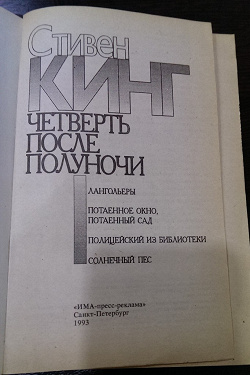 Стивен
КИНГ
ЧЕТВЕРТЬ
ПОСЛЕ
ПОЛУНОЧИ
ЛАНГОЛЬЕРЫ
ПОТАЕННОЕ ОКНО,
ПОТАЕННЫЙ САД
ПОЛИЦЕЙСКИЙ ИЗ БИБЛИОТЕКИ
СОЛНЕЧНЫЙ ПЕС
«ИМА-пресс-реклама»
Санкт-Петербург
1993